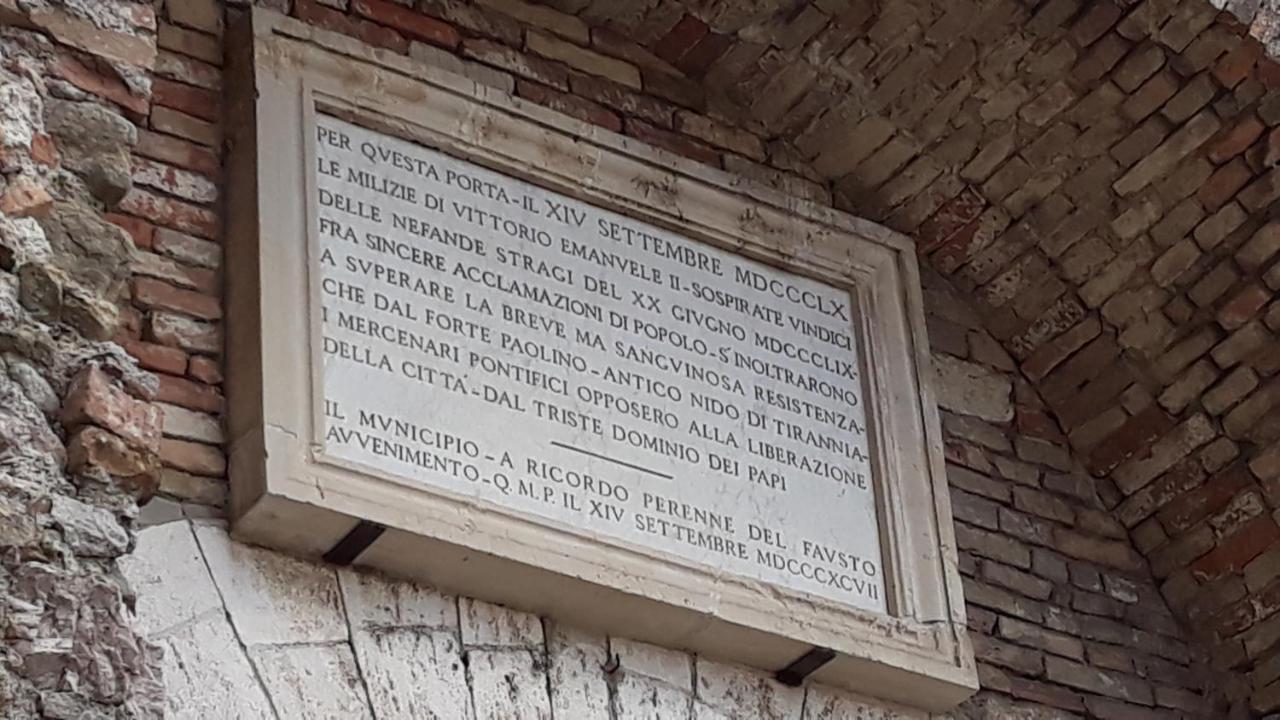 PER QVESTA PORTA-IL XIV SETTEMBRE MDCCCLX
LE MILIZIE DI VITTORIO EMANVELE II-SOSPIRATE VINDICI
DELLE NEFANDE STRAGI DEL XX GIVGNO MDCCCLIX-
FRA SINCERE ACCLAMAZIONI DI POPOLO-S'INOLTRARONO
A SVPERARE LA BREVE MA SANGVINOSA RESISTENZA-
CHE DAL FORTE PAOLINO-ANTICO NIDO DI TIRANNIA-
I MERCENARI PONTIFICI OPPOSERO ALLA LIBERAZIONE
DELLA CITTA'-DAL TRISTE DOMINIO DEI PAPI
IL MVNICIPIO-A RICORDO PERENNE DEL FAVSTO
AVVENIMENTO-Q.M.P. IL XIV SETTEMBRE MDCCCXCVII